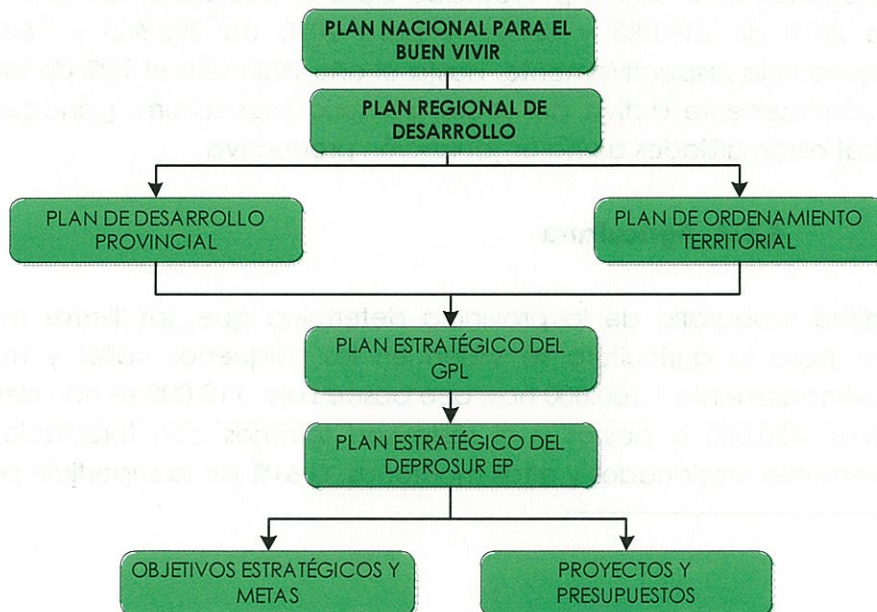 PLAN NACIONAL PARA EL
BUEN VIVIR
PLAN REGIONAL DE
DESARROLLO
PLAN DE DESARROLLO
PROVINCIAL
PLAN DE ORDENAMIENTO
TERRITORIAL
PLAN ESTRATÉGICO DEL
GPL
PLAN ESTRATÉGICO DEL
DEPROSUR EP
OBJETIVOS ESTRATÉGICOS Y
METAS
PROYECTOS Y
PRESUPUESTOS